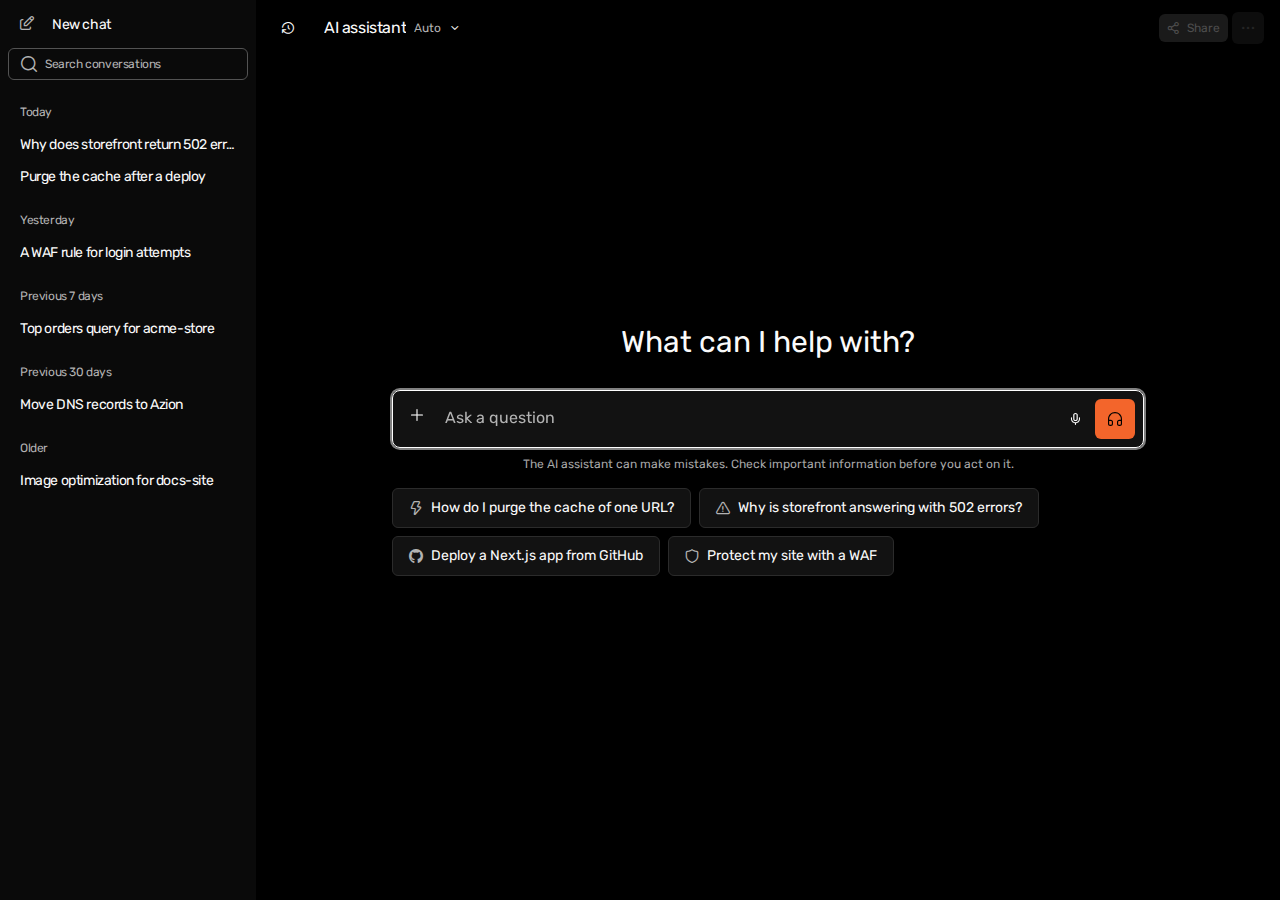 New chat
AI assistant Auto
Share
Search conversations
Today
Why does storefront return 502 err...
Purge the cache after a deploy
Yesterday
A WAF rule for login attempts
Previous 7 days
Top orders query for acme-store
Previous 30 days
Move DNS records to Azion
Older
Image optimization for docs-site
What can I help with?
Ask a question
The AI assistant can make mistakes. Check important information before you act on it.
How do I purge the cache of one URL?
Why is storefront answering with 502 errors?
Deploy a Next.js app from GitHub
Protect my site with a WAF